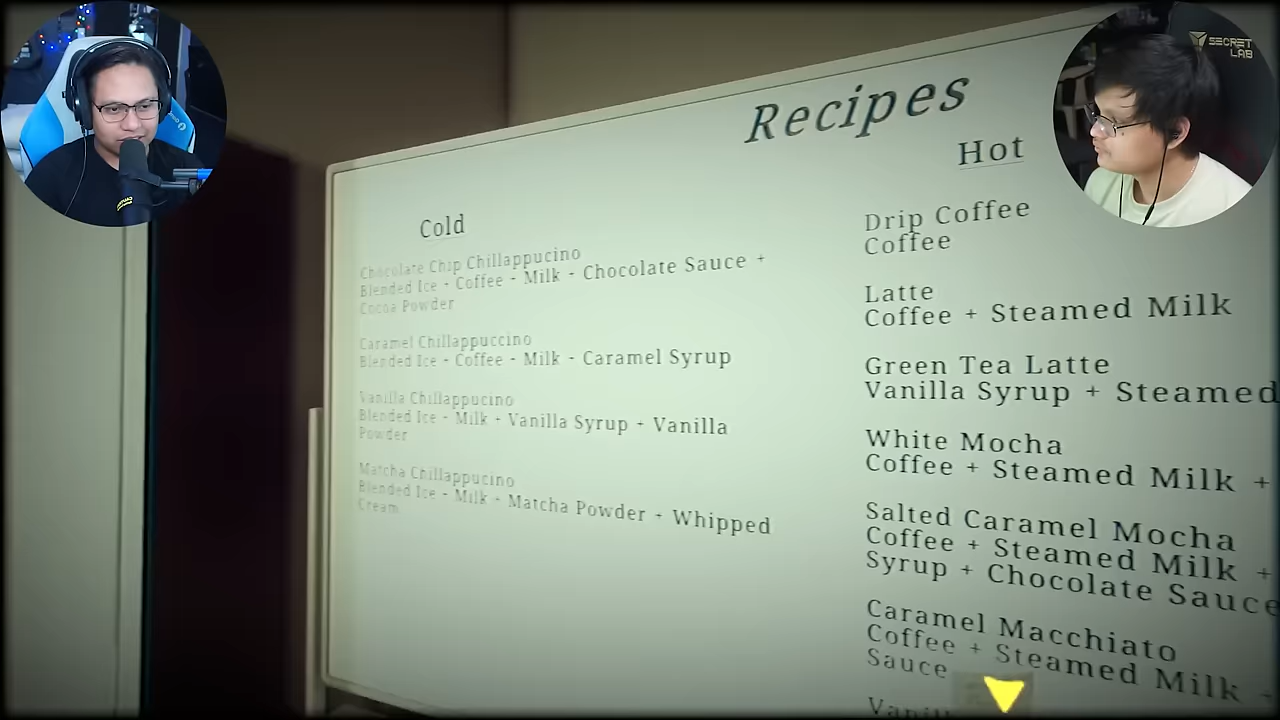 SECRET
LAB
Recipes
Cold
Chocolate Chip Chillappucino
Blended Ice + Coffee + Milk + Chocolate Sauce +
Cocoa Powder
Caramel Chillappuccino
Blended Ice + Coffee + Milk + Caramel Syrup
Vanilla Chillappucino
Blended Ice + Milk + Vanilla Syrup + Vanilla
Powder
Matcha Chillappucino
Blended Ice + Milk + Matcha Powder + Whipped
Cream
Hot
Drip Coffee
Coffee
Latte
Coffee + Steamed Milk
Green Tea Latte
Vanilla Syrup + Steamed
White Mocha
Coffee + Steamed Milk +
Salted Caramel Mocha
Coffee + Steamed Milk +
Syrup + Chocolate Sauce
Caramel Macchiato
Coffee + Steamed Milk +
Sauce